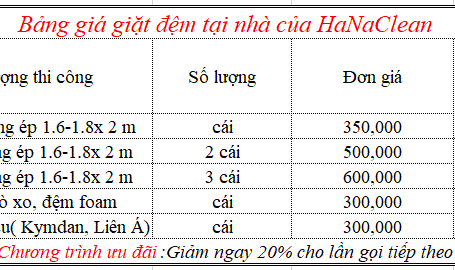 Bảng giá giặt đệm tại nhà của HaNaClean
ợng thi công Số lượng Đơn giá
ng ép 1.6-1.8x 2 m cái 350,000
ng ép 1.6-1.8x 2 m 2 cái 500,000
ng ép 1.6-1.8x 2 m 3 cái 600,000
ò xo, đệm foam cái 300,000
su( Kymdan, Liên Á) cái 300,000
Chương trình ưu đãi :Giảm ngay 20% cho lần gọi tiếp theo